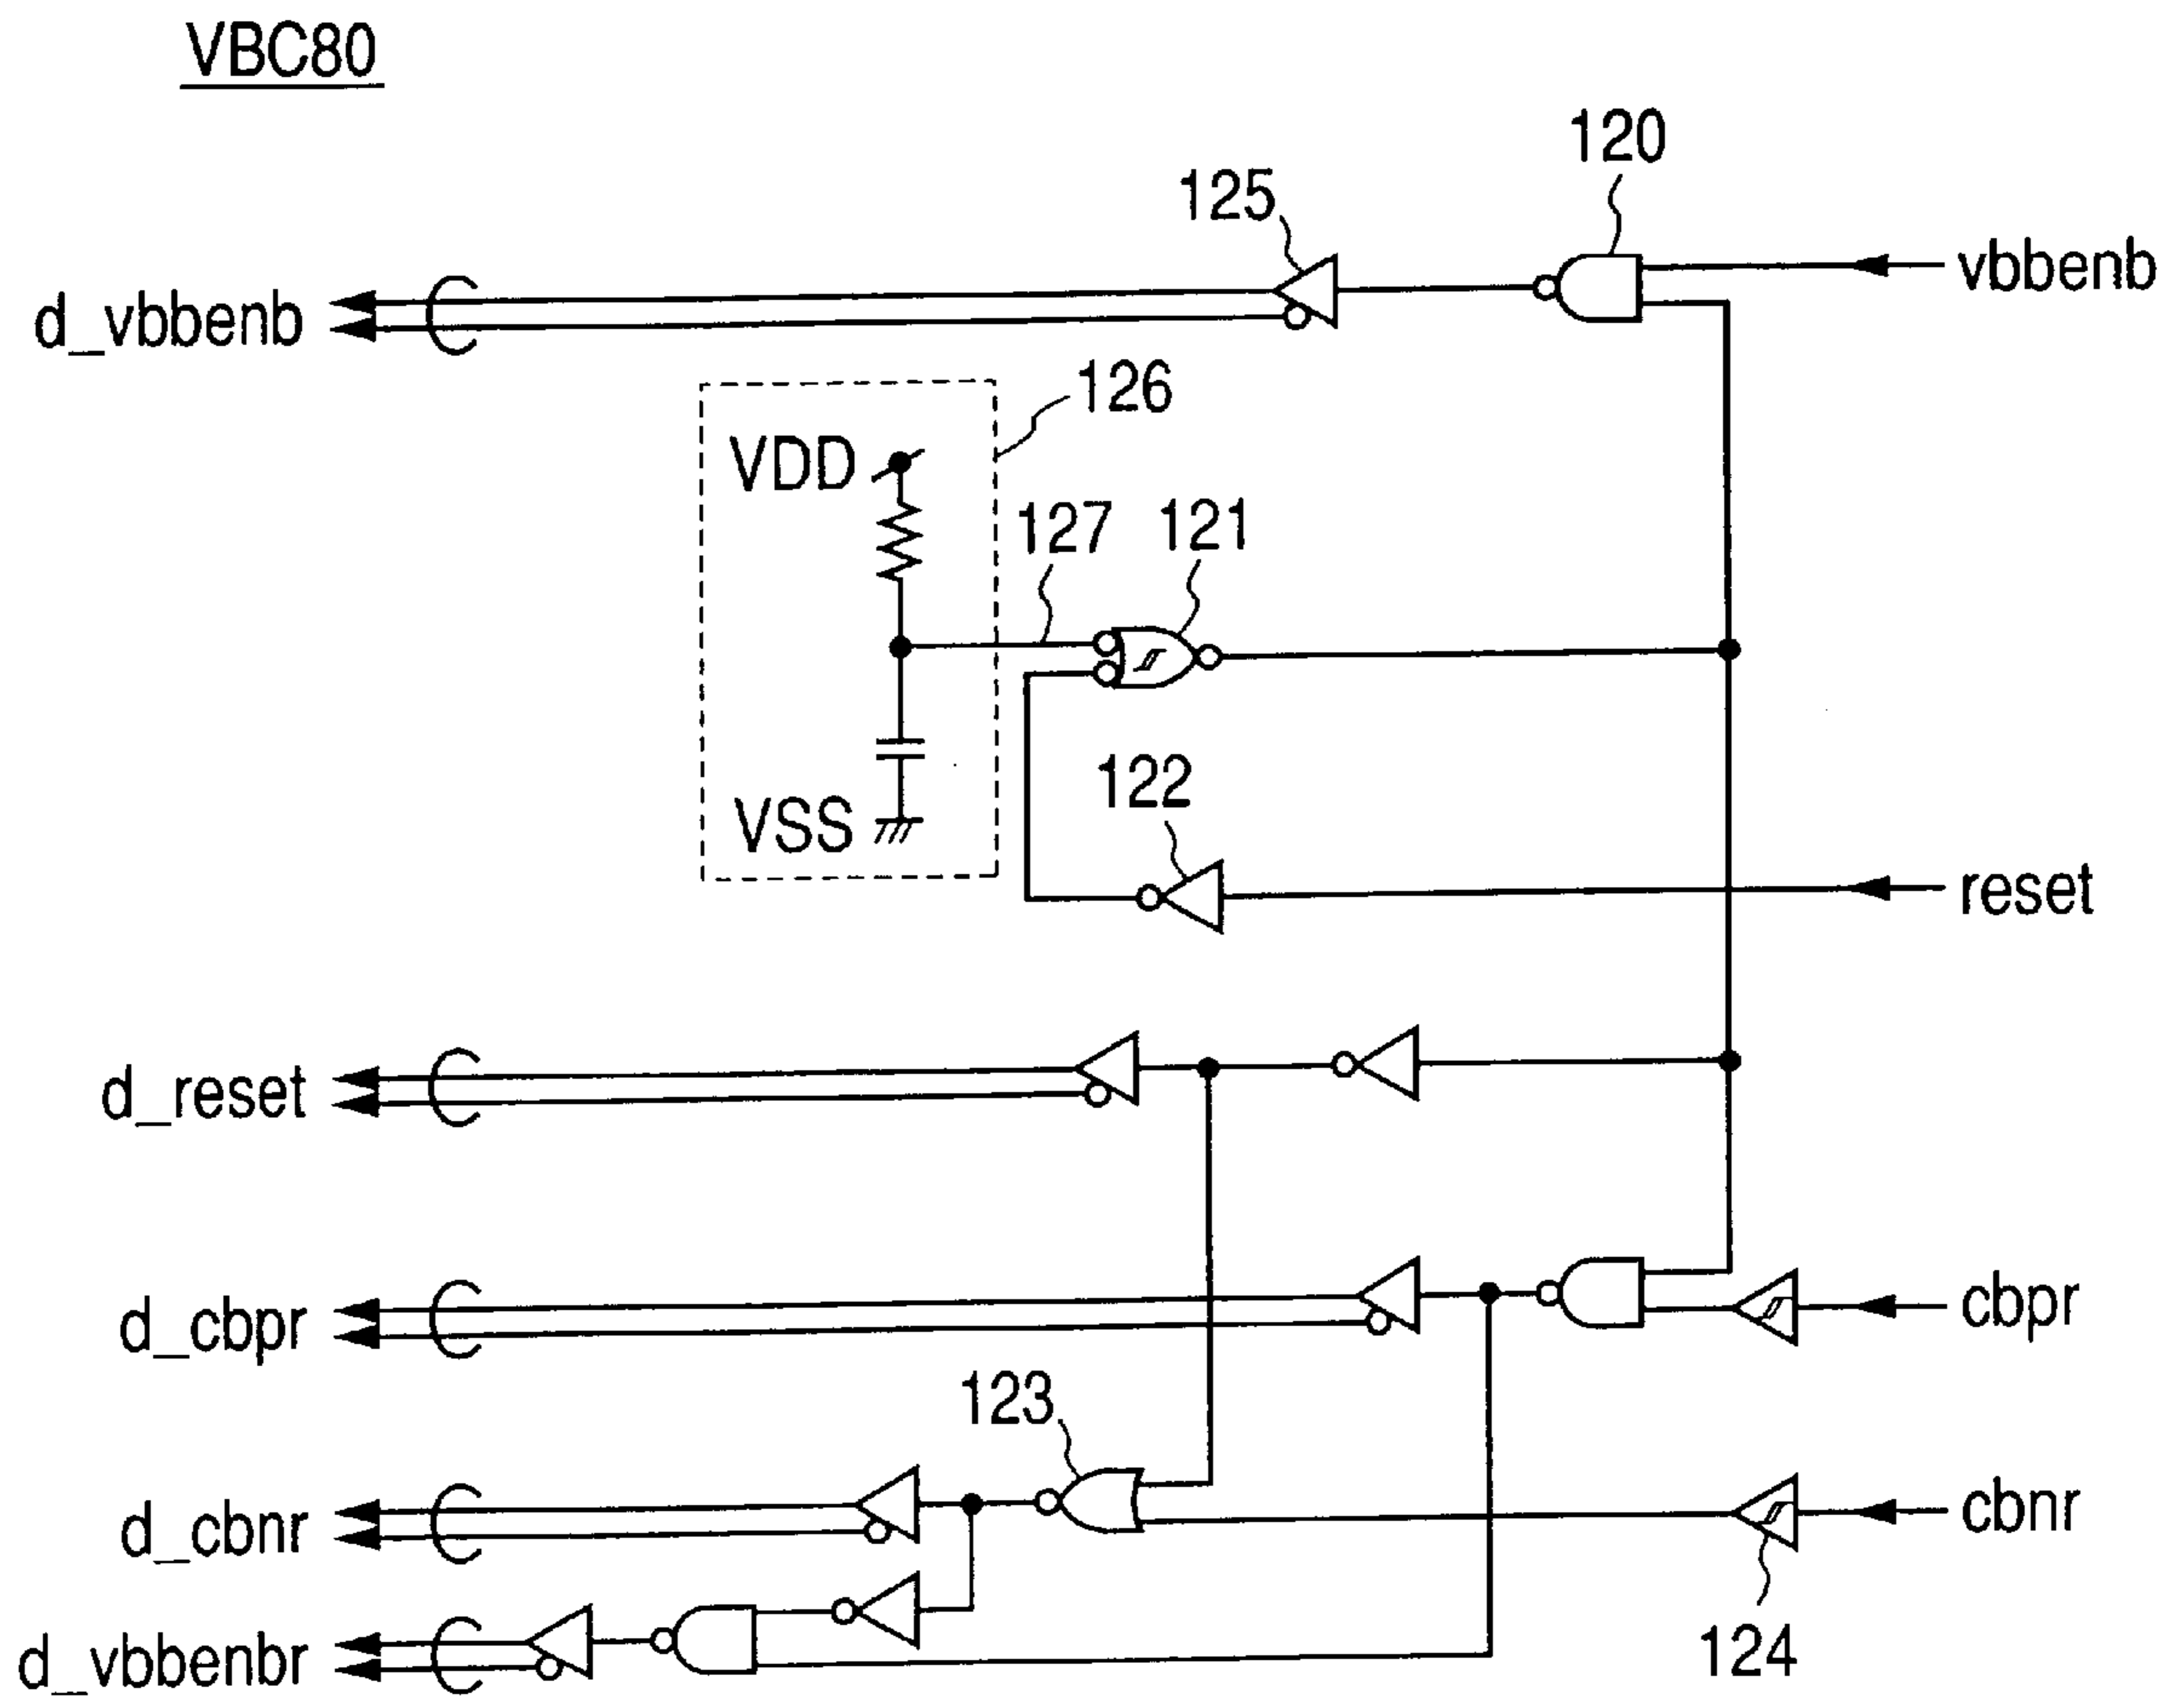 VBC80
120
125
vbbenb
d_vbbenb
126
VDD
127
121
122
VSS
reset
d_reset
cbpr
d_cbpr
123
cbnr
d_cbnr
124
d_vbbenbr